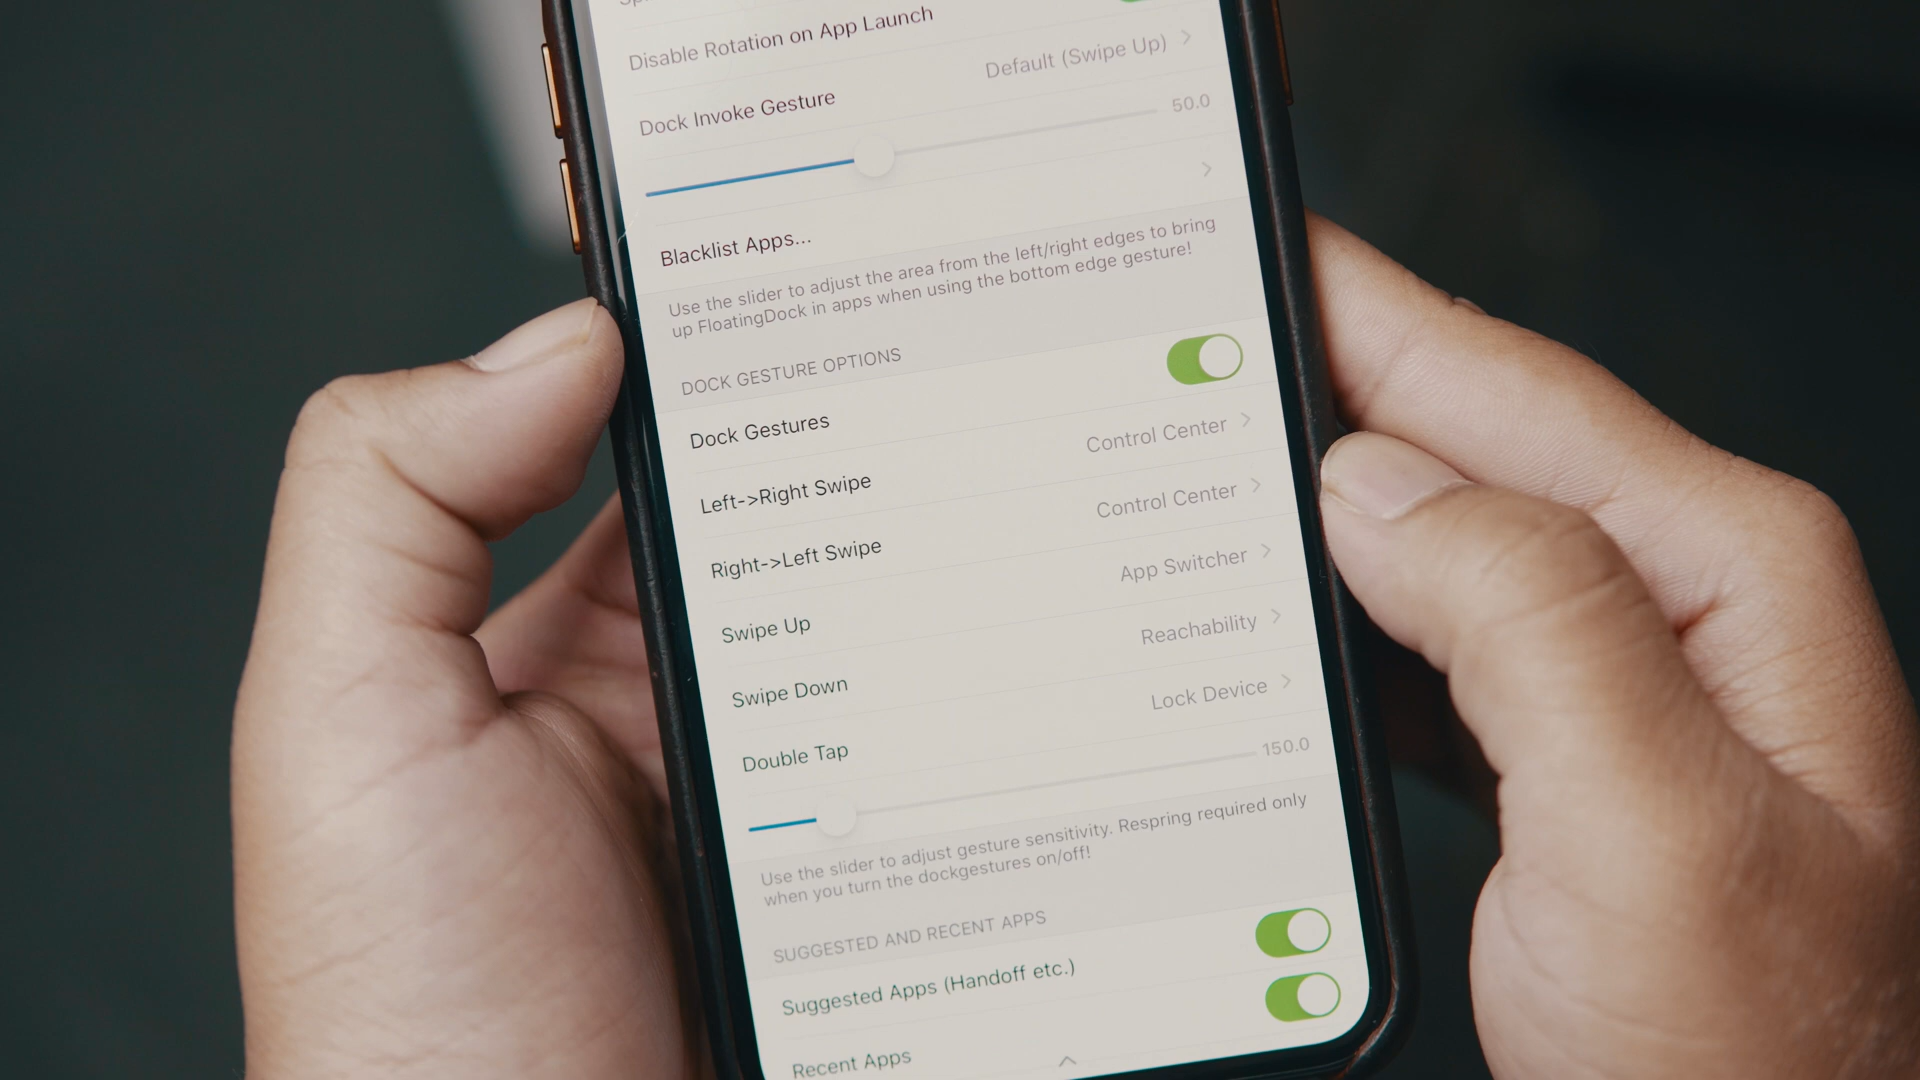 Disable Rotation on App Launch
Dock Invoke Gesture Default (Swipe Up)
50.0
Blacklist Apps...
Use the slider to adjust the area from the left/right edges to bring
up FloatingDock in apps when using the bottom edge gesture!
DOCK GESTURE OPTIONS
Dock Gestures
Left->Right Swipe Control Center
Right->Left Swipe Control Center
Swipe Up App Switcher
Swipe Down Reachability
Double Tap Lock Device
150.0
Use the slider to adjust gesture sensitivity. Respring required only
when you turn the dockgestures on/off!
SUGGESTED AND RECENT APPS
Suggested Apps (Handoff etc.)
Recent Apps